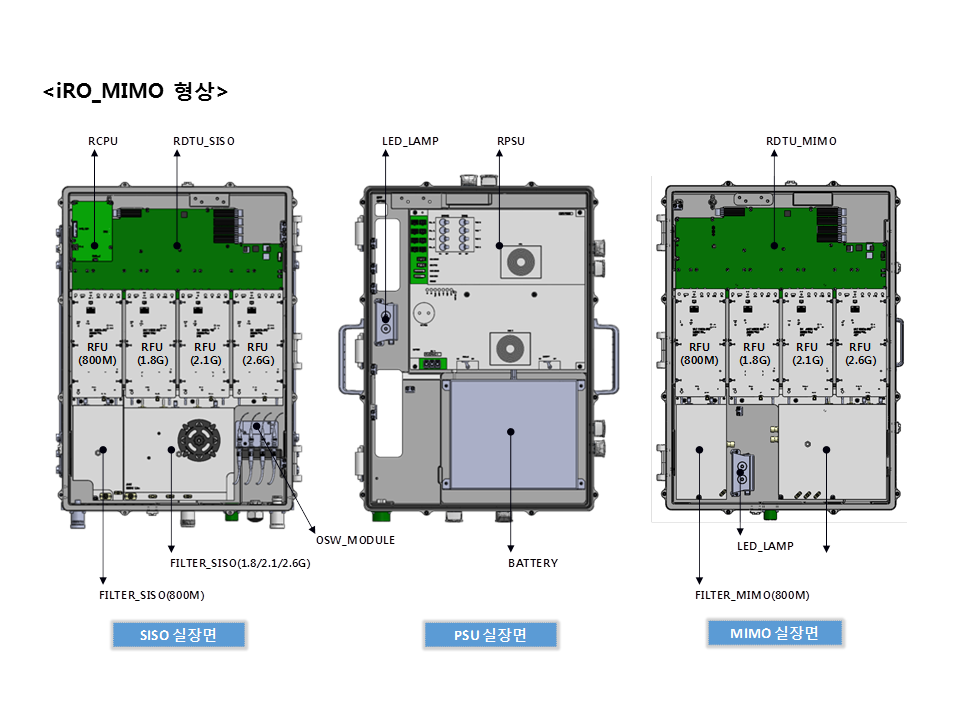 <iRO_MIMO 형상>
RCPU
RDTU_SISO
LED_LAMP
RPSU
RDTU_MIMO
RFU
(800M)
RFU
(1.8G)
RFU
(2.1G)
RFU
(2.6G)
RFU
(800M)
RFU
(1.8G)
RFU
(2.1G)
RFU
(2.6G)
OSW_MODULE
LED_LAMP
FILTER_SISO(1.8/2.1/2.6G)
BATTERY
FILTER_SISO(800M)
FILTER_MIMO(800M)
SISO 실장면
PSU 실장면
MIMO 실장면